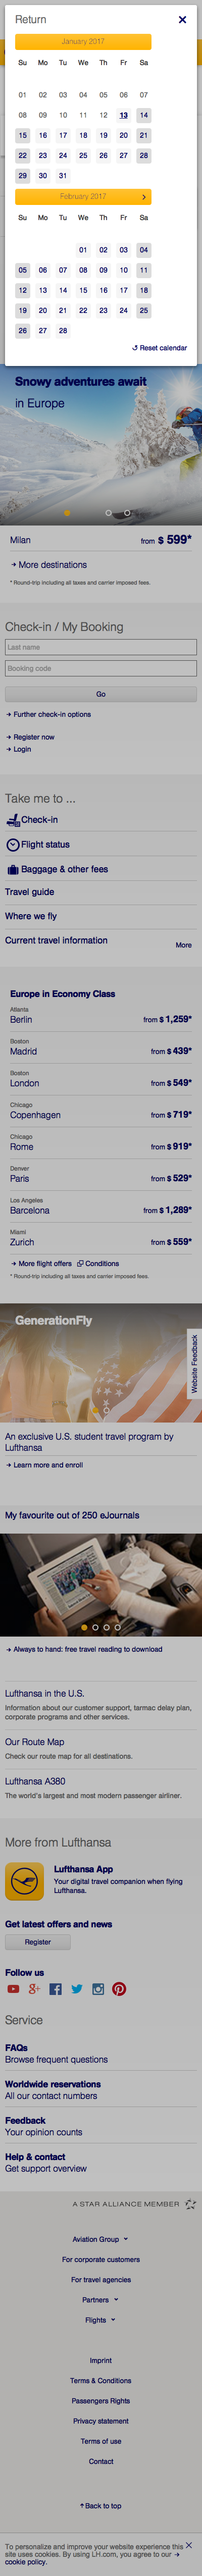 Return
January 2017
Su Mo Tu We Th Fr Sa
01 02 03 04 05 06 07
08 09 10 11 12 13 14
15 16 17 18 19 20 21
22 23 24 25 26 27 28
29 30 31
February 2017
Su Mo Tu We Th Fr Sa
01 02 03 04
05 06 07 08 09 10 11
12 13 14 15 16 17 18
19 20 21 22 23 24 25
26 27 28
Reset calendar
Snowy adventures await
in Europe
Milan from $ 599*
More destinations
* Round-trip including all taxes and carrier imposed fees.
Check-in / My Booking
Last name
Booking code
Go
Further check-in options
Register now
Login
Take me to ...
Check-in
Flight status
Baggage & other fees
Travel guide
Where we fly
Current travel information
More
Europe in Economy Class
Atlanta
Berlin from $ 1,259*
Boston
Madrid from $ 439*
Boston
London from $ 549*
Chicago
Copenhagen from $ 719*
Chicago
Rome from $ 919*
Denver
Paris from $ 529*
Los Angeles
Barcelona from $ 1,289*
Miami
Zurich from $ 559*
More flight offers Conditions
* Round-trip including all taxes and carrier imposed fees.
GenerationFly
Website Feedback
An exclusive U.S. student travel program by
Lufthansa
Learn more and enroll
My favourite out of 250 eJournals
Always to hand: free travel reading to download
Lufthansa in the U.S.
Information about our customer support, tarmac delay plan,
corporate programs and other services.
Our Route Map
Check our route map for all destinations.
Lufthansa A380
The world's largest and most modern passenger airliner.
More from Lufthansa
Lufthansa App
Your digital travel companion when flying
Lufthansa.
Get latest offers and news
Register
Follow us
Service
FAQs
Browse frequent questions
Worldwide reservations
All our contact numbers
Feedback
Your opinion counts
Help & contact
Get support overview
A STAR ALLIANCE MEMBER
Aviation Group
For corporate customers
For travel agencies
Partners
Flights
Imprint
Terms & Conditions
Passengers Rights
Privacy statement
Terms of use
Contact
Back to top
To personalize and improve your website experience this
site uses cookies. By using LH.com, you agree to our
cookie policy.